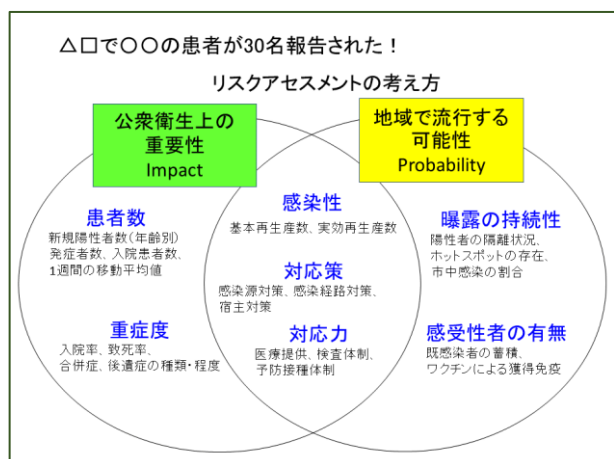 △□で〇〇の患者が30名報告された！
リスクアセスメントの考え方
公衆衛生上の
重要性
Impact
地域で流行する
可能性
Probability
患者数
新規陽性者数(年齢別)
発症者数、入院患者数、
1週間の移動平均値
重症度
入院率、致死率、
合併症、後遺症の種類・程度
感染性
基本再生産数、実効再生産数
対応策
感染源対策、感染経路対策、
宿主対策
対応力
医療提供、検査体制、
予防接種体制
曝露の持続性
陽性者の隔離状況、
ホットスポットの存在、
市中感染の割合
感受性者の有無
既感染者の蓄積、
ワクチンによる獲得免疫